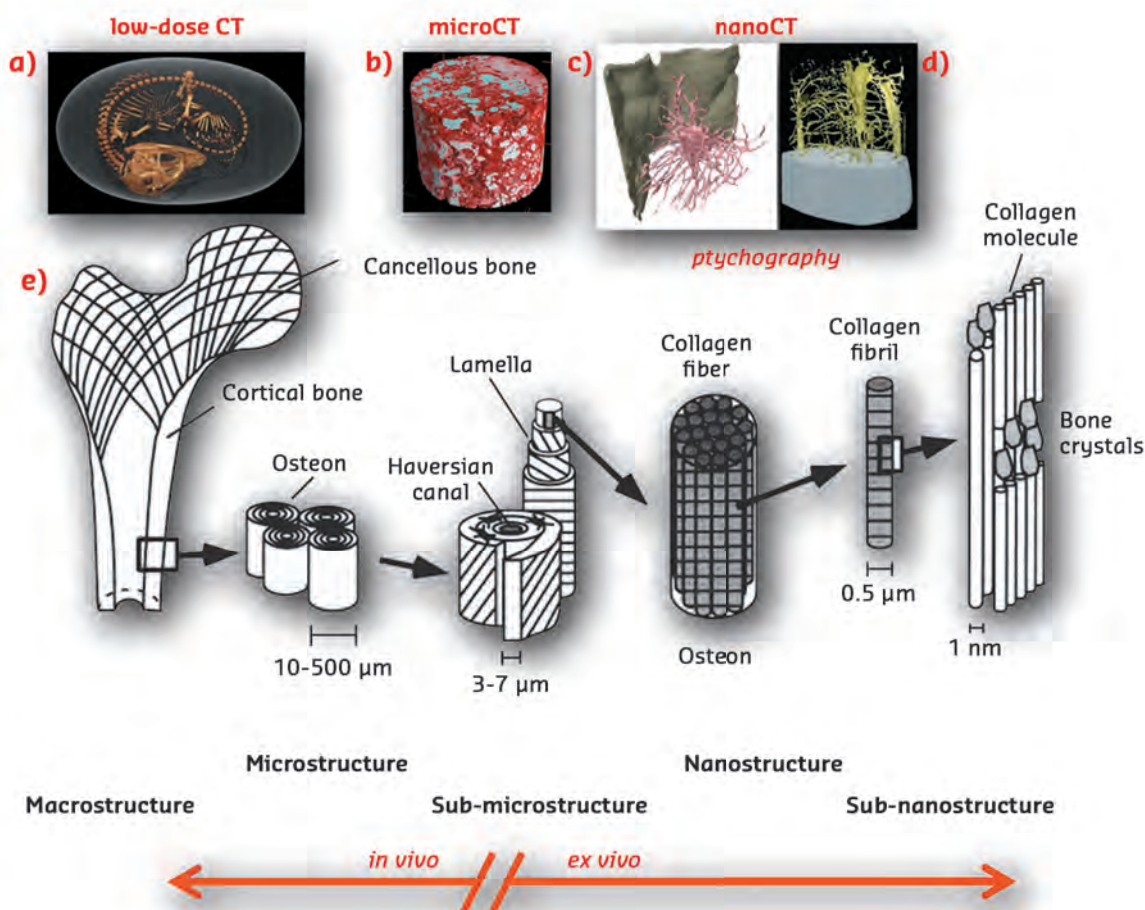 low-dose CT
microCT
nanoCT
a)
b)
c)
d)
ptychography
e)
Cancellous bone
Cortical bone
Osteon
10-500 µm
Lamella
Haversian
canal
3-7 µm
Collagen
fiber
Osteon
Collagen
fibril
0.5 µm
Collagen
molecule
Bone
crystals
1 nm
Macrostructure
Microstructure
Sub-microstructure
Nanostructure
Sub-nanostructure
in vivo
ex vivo